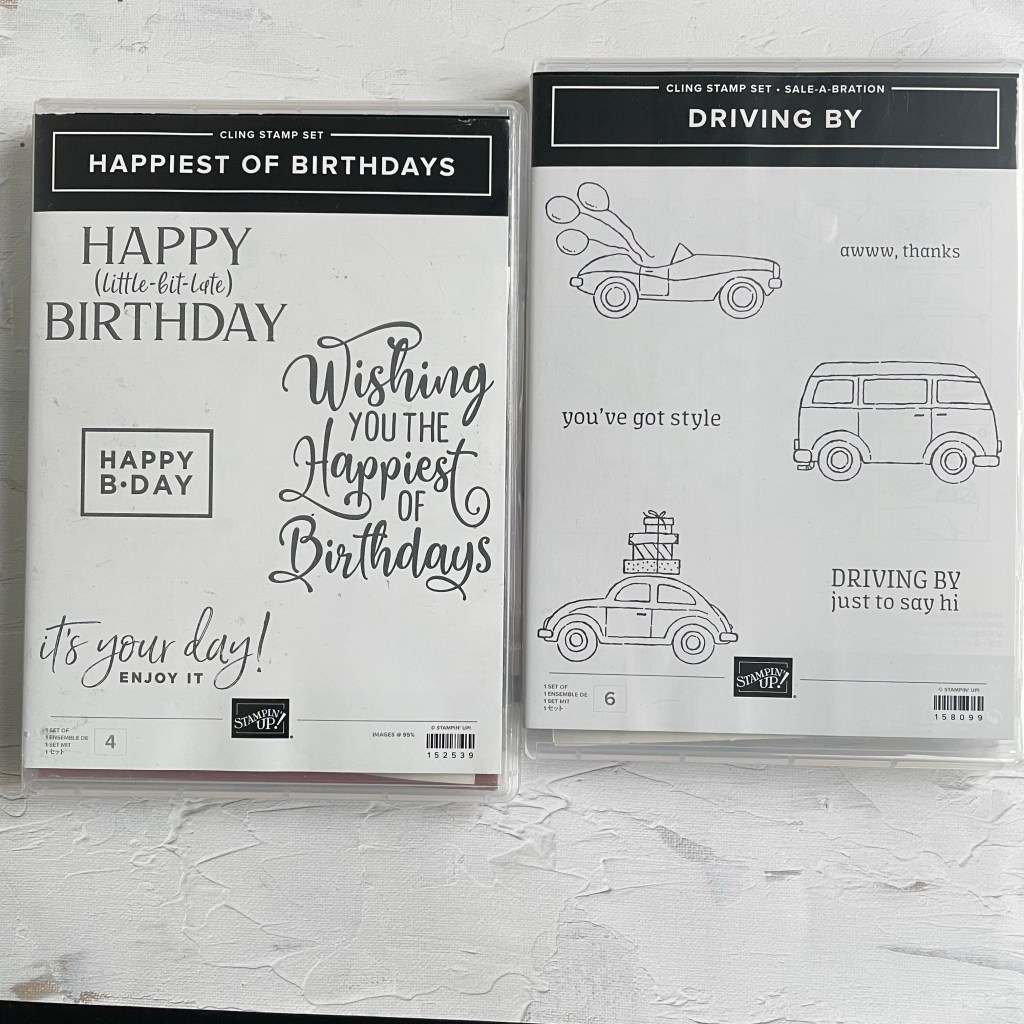 CLING STAMP SET
HAPPIEST OF BIRTHDAYS
HAPPY
(little-bit-late)
BIRTHDAY
Wishing
YOU THE
Happiest
OF
Birthdays
HAPPY
B•DAY
it's your day!
ENJOY IT
1 SET OF
1 ENSEMBLE DE
1 SET MIT
1 セット
4
STAMPIN' UP!
IMAGES @ 95%
© STAMPIN' UP!
152539
CLING STAMP SET • SALE-A-BRATION
DRIVING BY
awww, thanks
you've got style
DRIVING BY
just to say hi
1 SET OF
1 ENSEMBLE DE
1 SET MIT
1 セット
6
STAMPIN' UP!
© STAMPIN' UP!
158099